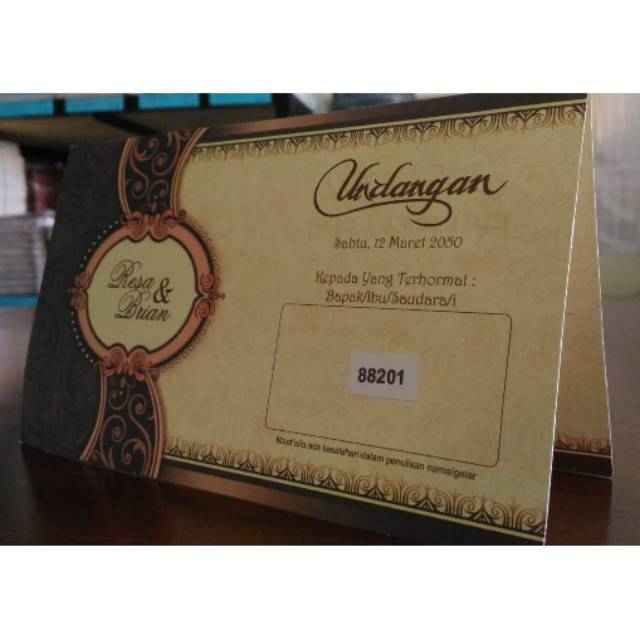 Resa
&
Brian
Undangan
Sabtu, 12 Maret 2050
Kepada Yang Terhormat :
Bapak/Ibu/Saudara/i
88201
Maaf bila ada kesalahan dalam penulisan nama/gelar